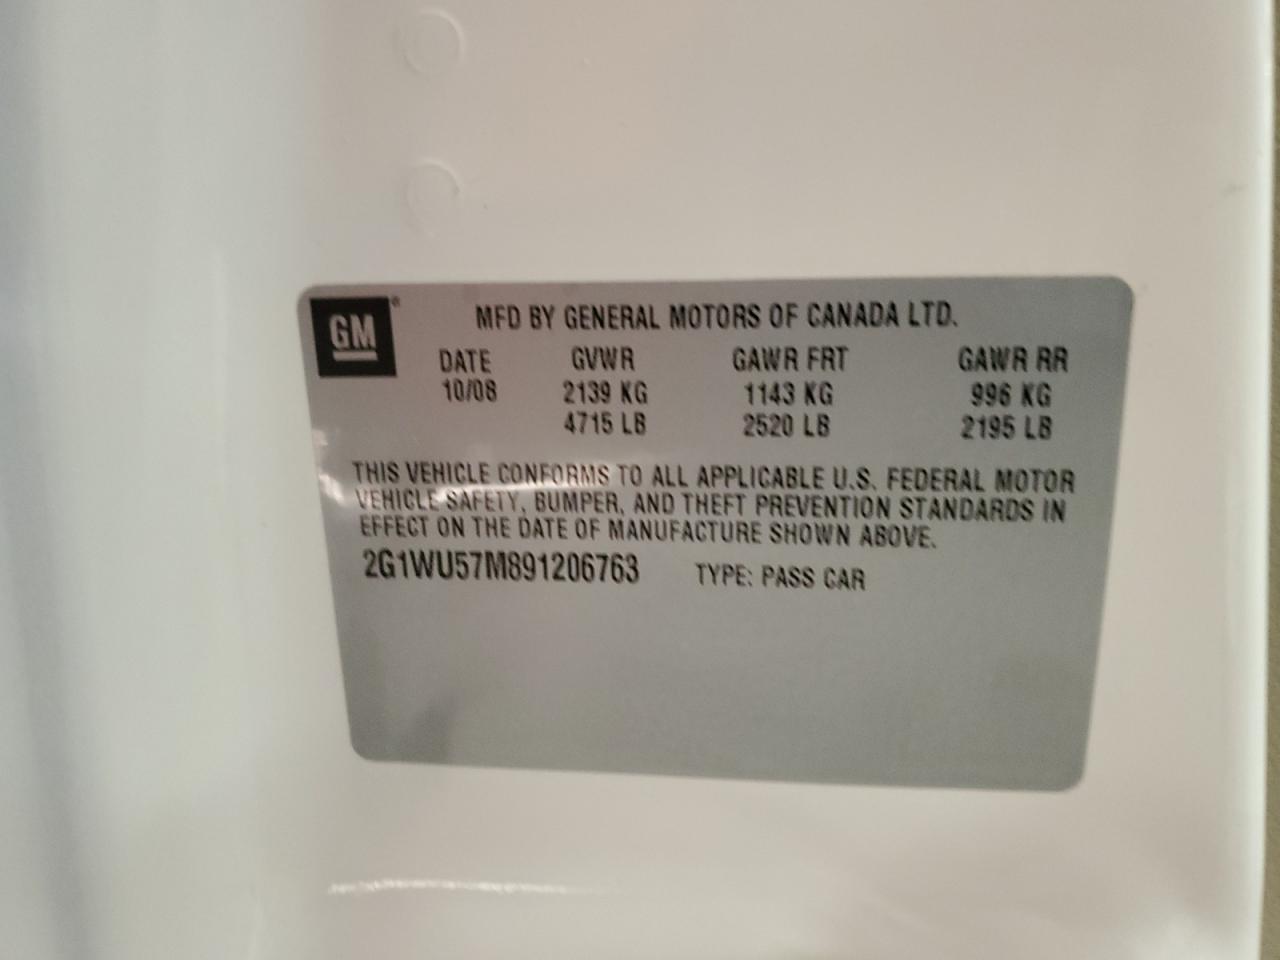 GM®
MFD BY GENERAL MOTORS OF CANADA LTD.
DATE GVWR GAWR FRT GAWR RR
10/08 2139 KG 1143 KG 996 KG
4715 LB 2520 LB 2195 LB
THIS VEHICLE CONFORMS TO ALL APPLICABLE U.S. FEDERAL MOTOR
VEHICLE SAFETY, BUMPER, AND THEFT PREVENTION STANDARDS IN
EFFECT ON THE DATE OF MANUFACTURE SHOWN ABOVE.
2G1WU57M891206763 TYPE: PASS CAR